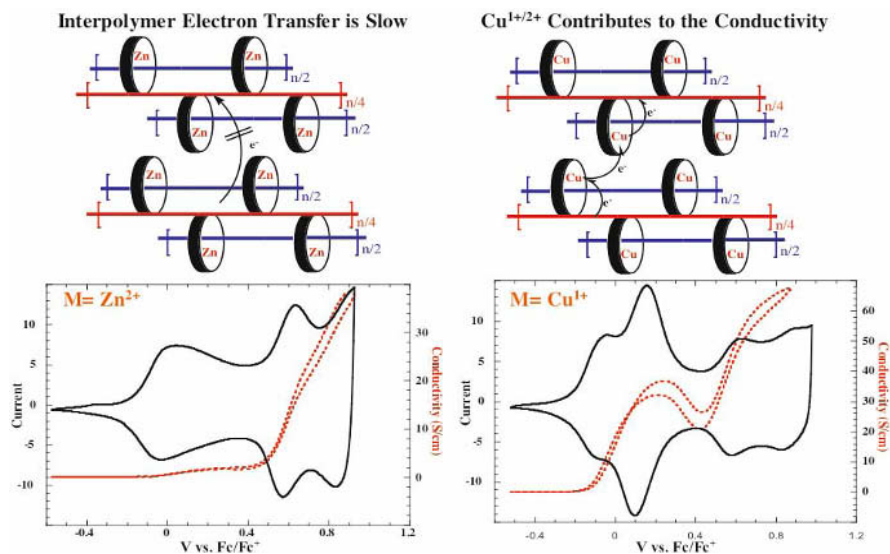 Interpolymer Electron Transfer is Slow
Zn
Zn
n/2
n/4
Zn
Zn
n/2
e-
Zn
Zn
n/2
n/4
Zn
Zn
n/2
M= Zn2+
10
5
0
-5
-10
Current
30
20
10
0
Conductivity (S/cm)
-0.4
0
0.4
0.8
1.2
V vs. Fc/Fc+
Cu1+/2+ Contributes to the Conductivity
Cu
Cu
n/2
n/4
e-
Cu
Cu
n/2
Cu
e-
Cu
n/2
e-
n/4
Cu
Cu
n/2
M= Cu1+
10
5
0
-5
-10
Current
70
60
50
40
30
20
10
0
Conductivity (S/cm)
-0.4
0
0.4
0.8
1.2
V vs. Fc/Fc+